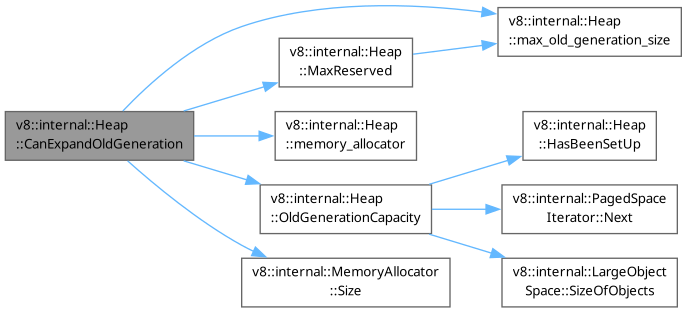 v8::internal::Heap
::max_old_generation_size
v8::internal::Heap
::MaxReserved
v8::internal::Heap
::CanExpandOldGeneration
v8::internal::Heap
::memory_allocator
v8::internal::Heap
::HasBeenSetUp
v8::internal::Heap
::OldGenerationCapacity
v8::internal::PagedSpace
Iterator::Next
v8::internal::MemoryAllocator
::Size
v8::internal::LargeObject
Space::SizeOfObjects